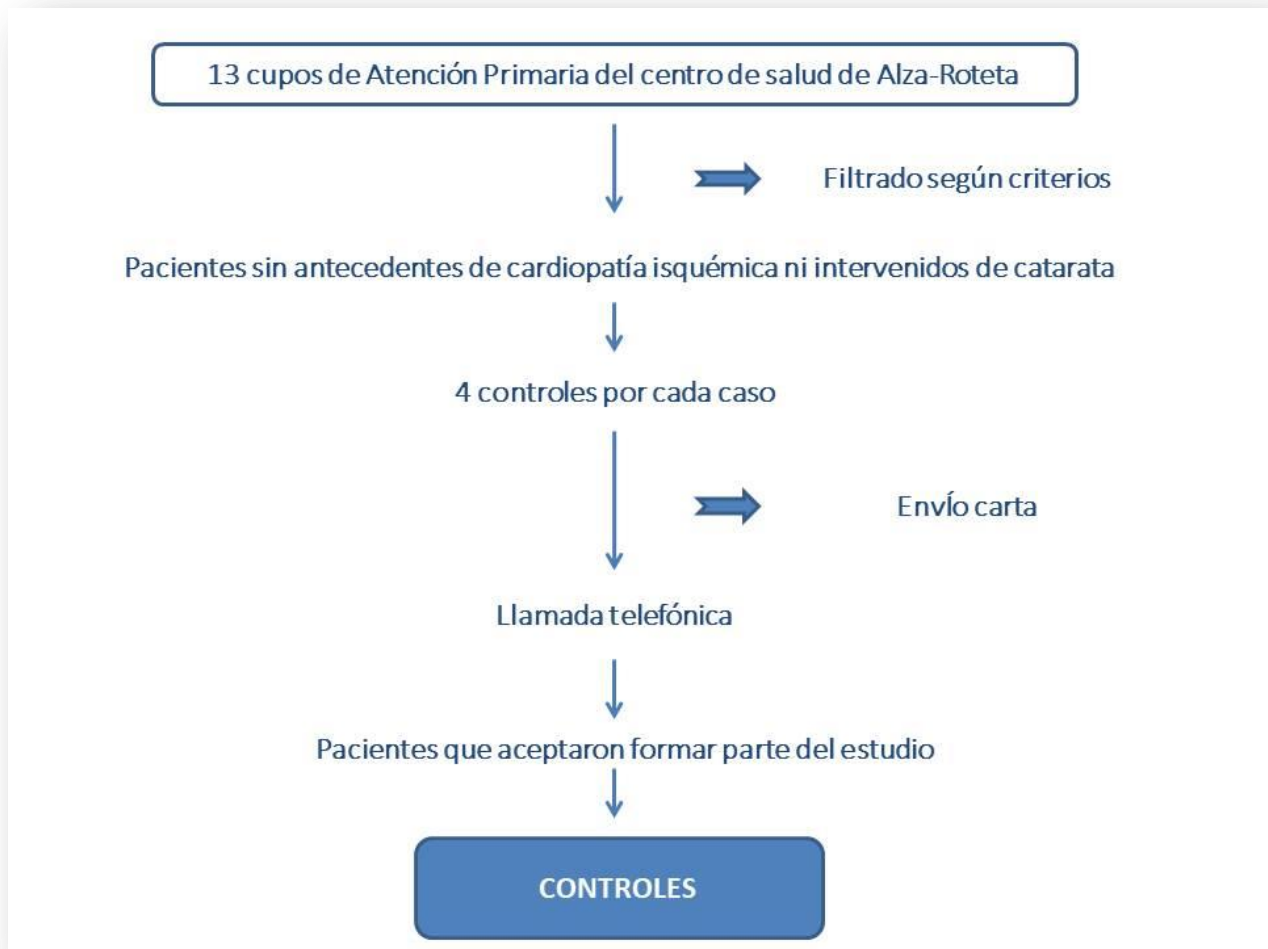 13 cupos de Atención Primaria del centro de salud de Alza-Roteta
Filtrado según criterios
Pacientes sin antecedentes de cardiopatía isquémica ni intervenidos de catarata
4 controles por cada caso
Envío carta
Llamada telefónica
Pacientes que aceptaron formar parte del estudio
CONTROLES